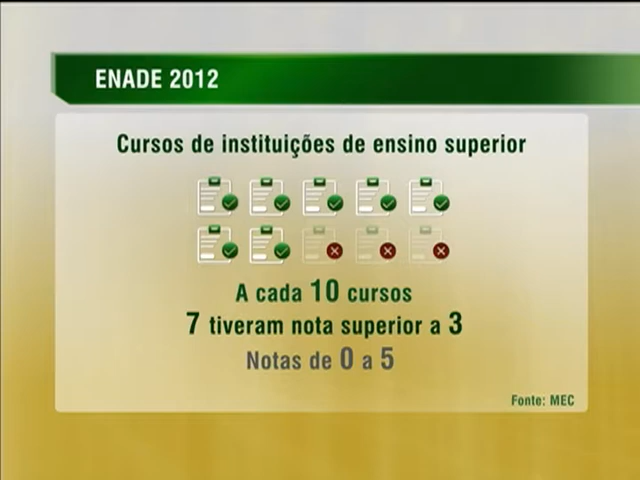 ENADE 2012
Cursos de instituições de ensino superior
A cada 10 cursos
7 tiveram nota superior a 3
Notas de 0 a 5
Fonte: MEC